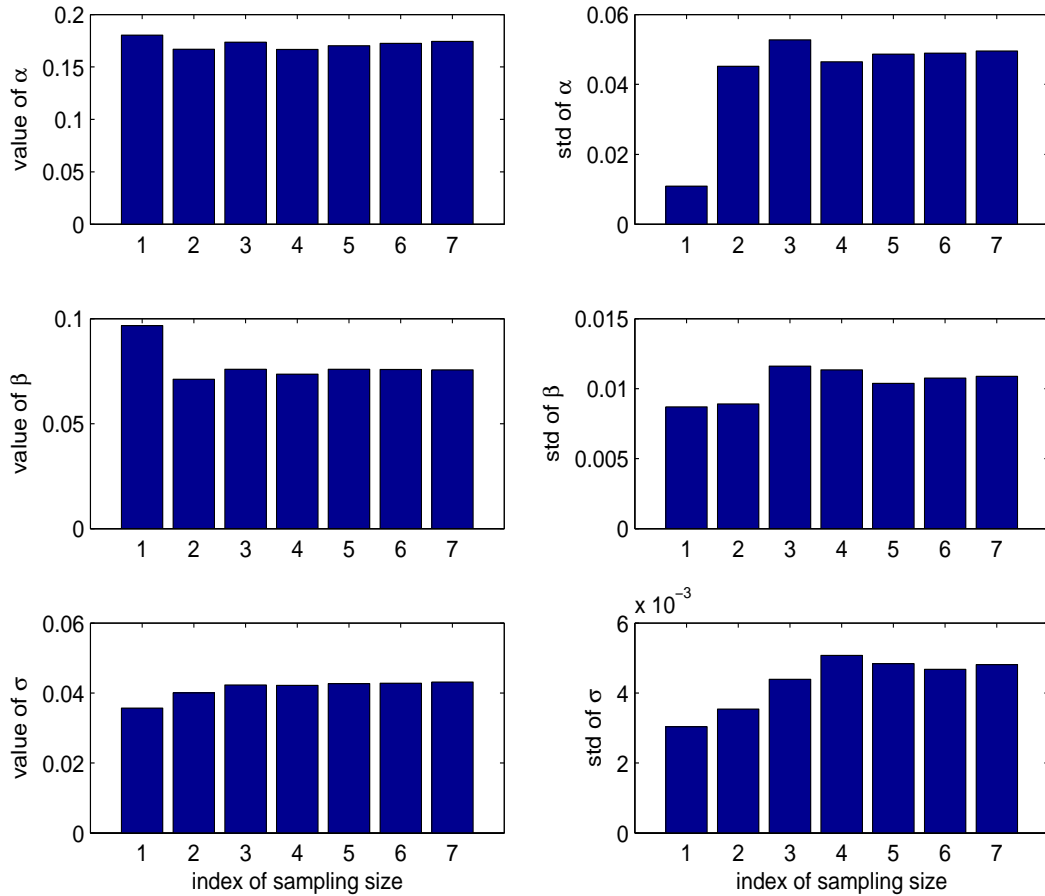 0.2
0.15
0.1
0.05
0
value of α
1 2 3 4 5 6 7
0.06
0.04
0.02
0
std of α
1 2 3 4 5 6 7
0.1
0.05
0
value of β
1 2 3 4 5 6 7
0.015
0.01
0.005
0
std of β
1 2 3 4 5 6 7
0.06
0.04
0.02
0
value of σ
1 2 3 4 5 6 7
index of sampling size
x 10⁻³
6
4
2
0
std of σ
1 2 3 4 5 6 7
index of sampling size